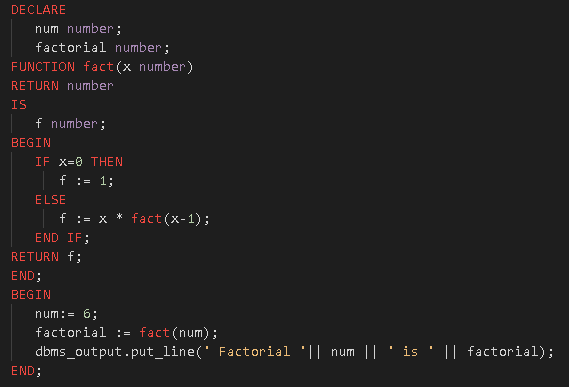 DECLARE
num number;
factorial number;
FUNCTION fact(x number)
RETURN number
IS
f number;
BEGIN
IF x=0 THEN
f := 1;
ELSE
f := x * fact(x-1);
END IF;
RETURN f;
END;
BEGIN
num:= 6;
factorial := fact(num);
dbms_output.put_line(' Factorial '|| num || ' is ' || factorial);
END;